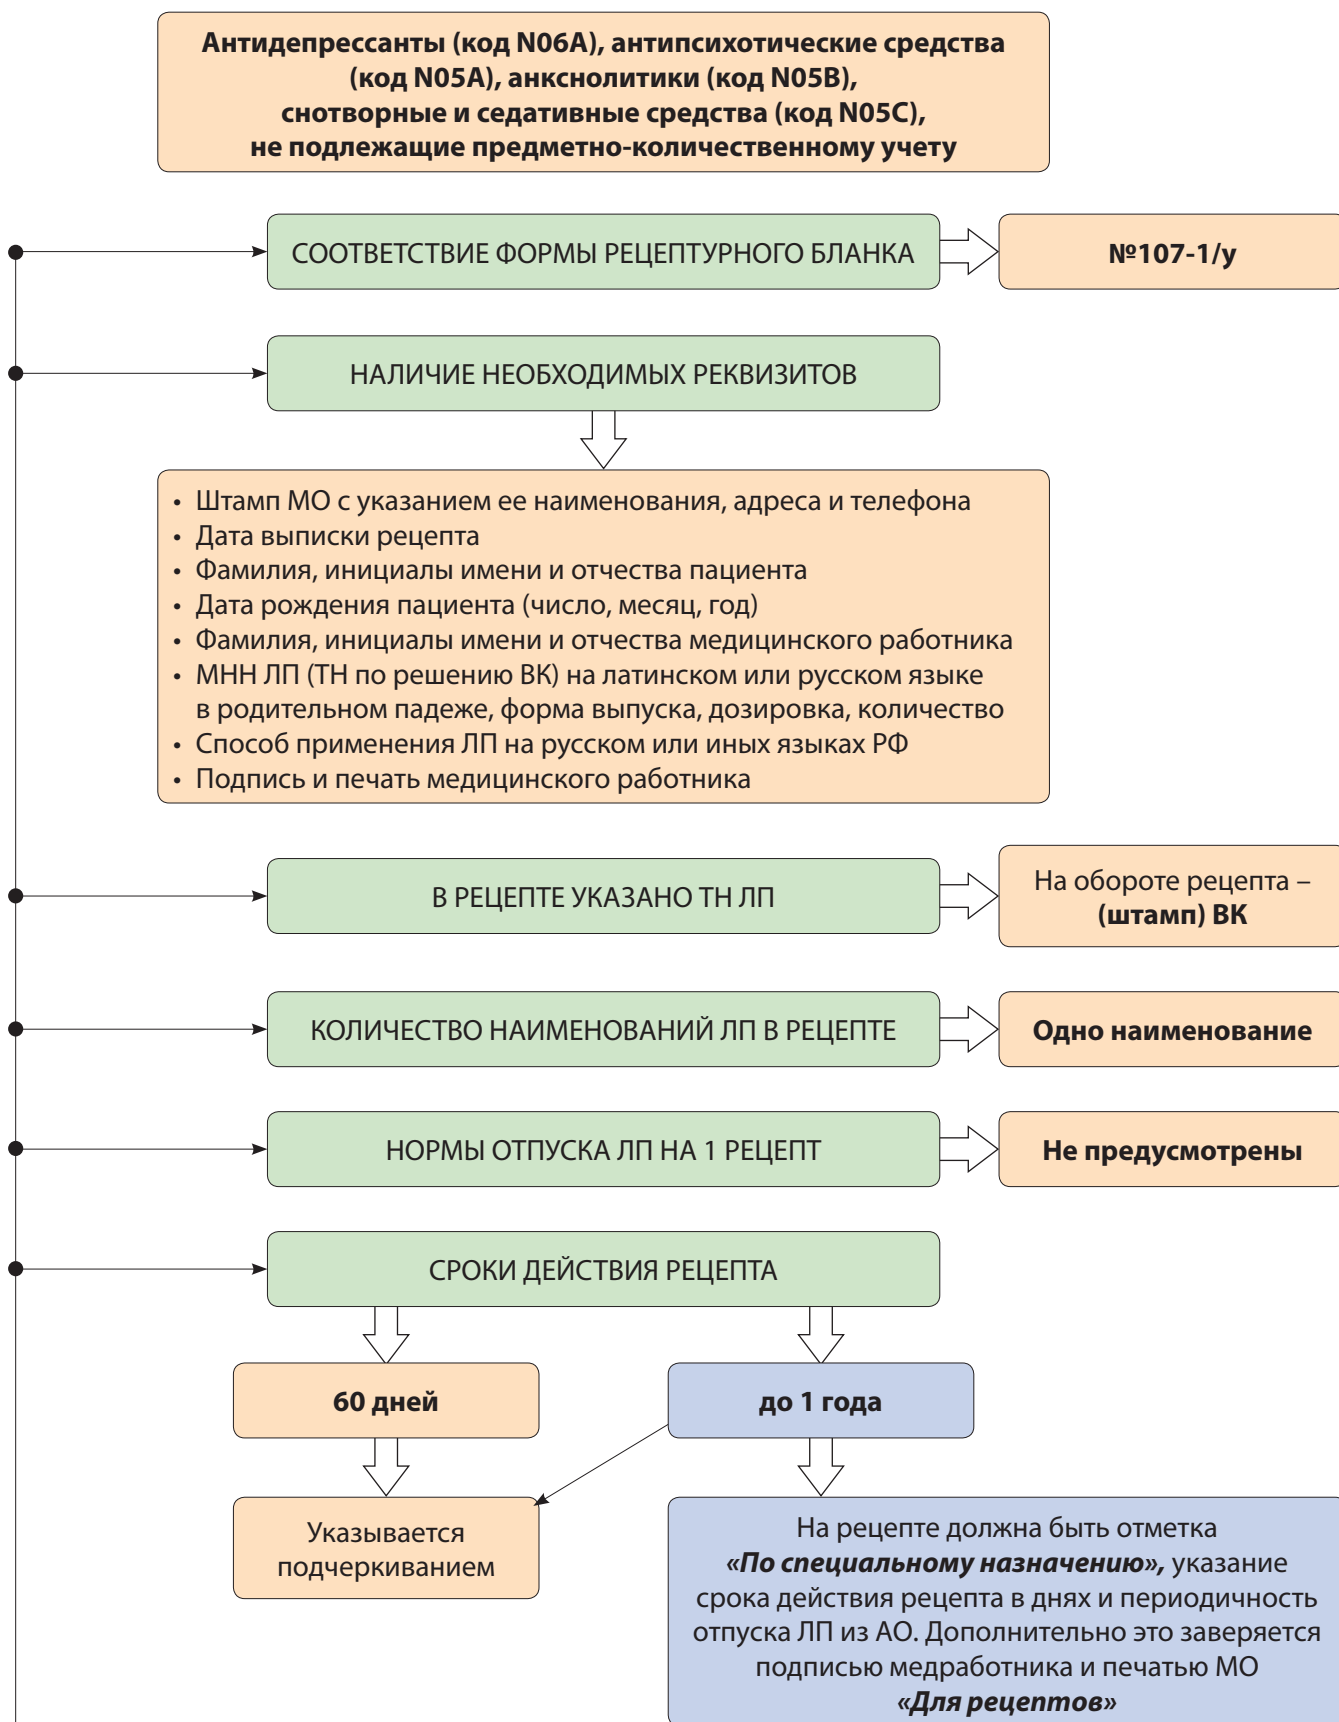 Антидепрессанты (код N06A), антипсихотические средства
(код N05A), анкснолитики (код N05B),
снотворные и седативные средства (код N05C),
не подлежащие предметно-количественному учету
СООТВЕТСТВИЕ ФОРМЫ РЕЦЕПТУРНОГО БЛАНКА
№107-1/у
НАЛИЧИЕ НЕОБХОДИМЫХ РЕКВИЗИТОВ
• Штамп МО с указанием ее наименования, адреса и телефона
• Дата выписки рецепта
• Фамилия, инициалы имени и отчества пациента
• Дата рождения пациента (число, месяц, год)
• Фамилия, инициалы имени и отчества медицинского работника
• МНН ЛП (ТН по решению ВК) на латинском или русском языке
в родительном падеже, форма выпуска, дозировка, количество
• Способ применения ЛП на русском или иных языках РФ
• Подпись и печать медицинского работника
В РЕЦЕПТЕ УКАЗАНО ТН ЛП
На обороте рецепта –
(штамп) ВК
КОЛИЧЕСТВО НАИМЕНОВАНИЙ ЛП В РЕЦЕПТЕ
Одно наименование
НОРМЫ ОТПУСКА ЛП НА 1 РЕЦЕПТ
Не предусмотрены
СРОКИ ДЕЙСТВИЯ РЕЦЕПТА
60 дней
до 1 года
Указывается
подчеркиванием
На рецепте должна быть отметка
«По специальному назначению», указание
срока действия рецепта в днях и периодичность
отпуска ЛП из АО. Дополнительно это заверяется
подписью медработника и печатью МО
«Для рецептов»